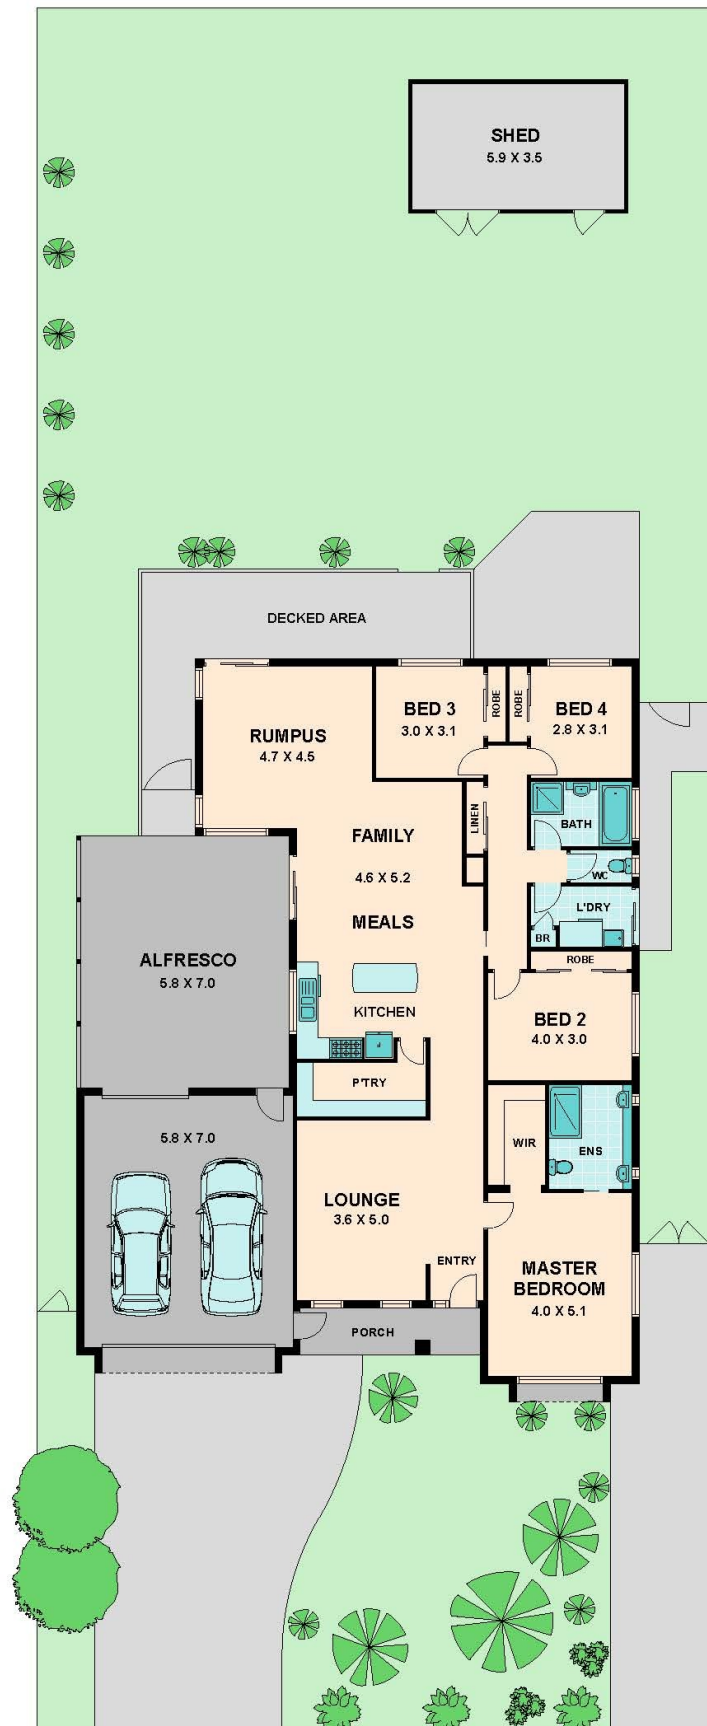 SHED
5.9 X 3.5
DECKED AREA
RUMPUS
4.7 X 4.5
BED 3
3.0 X 3.1
ROBE
ROBE
BED 4
2.8 X 3.1
LINEN
BATH
FAMILY
4.6 X 5.2
MEALS
WC
L'DRY
BR
ALFRESCO
5.8 X 7.0
ROBE
KITCHEN
BED 2
4.0 X 3.0
P'TRY
5.8 X 7.0
WIR
ENS
LOUNGE
3.6 X 5.0
ENTRY
MASTER
BEDROOM
4.0 X 5.1
PORCH